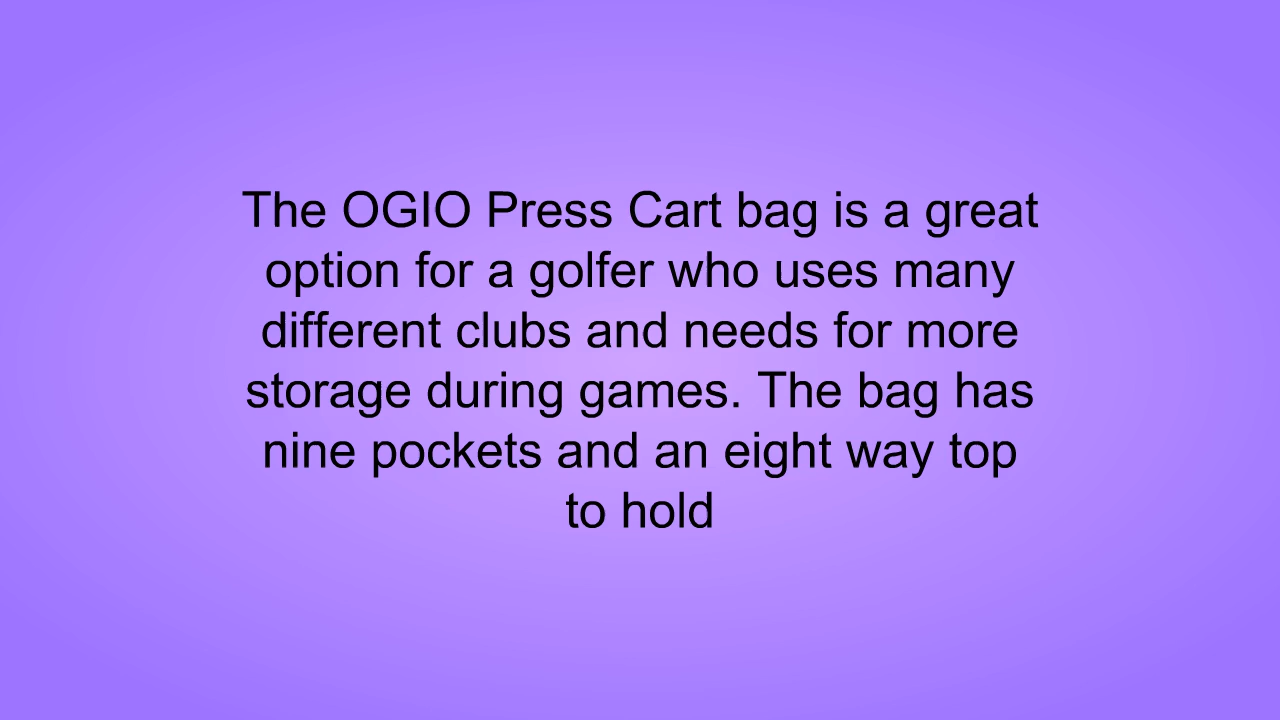 The OGIO Press Cart bag is a great
option for a golfer who uses many
different clubs and needs for more
storage during games. The bag has
nine pockets and an eight way top
to hold